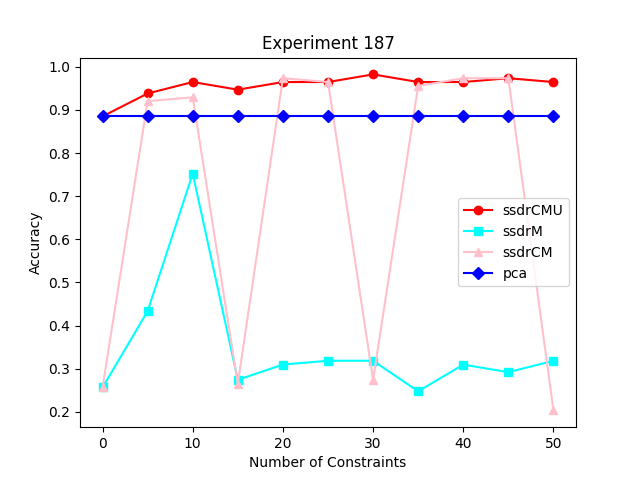 Experiment 187
1.0
0.9
0.8
0.7
0.6
0.5
0.4
0.3
0.2
Accuracy
ssdrCMU
ssdrM
ssdrCM
pca
0 10 20 30 40 50
Number of Constraints